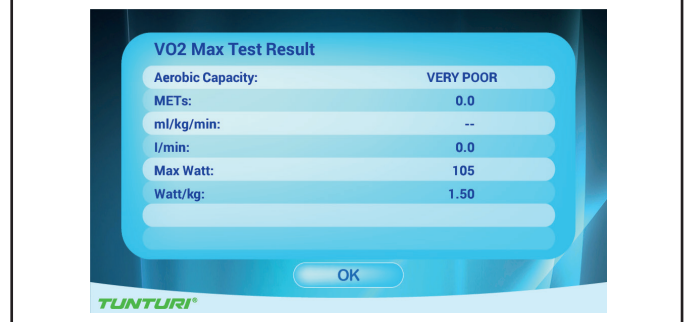 VO2 Max Test Result
Aerobic Capacity: VERY POOR
METs: 0.0
ml/kg/min: --
l/min: 0.0
Max Watt: 105
Watt/kg: 1.50
OK
TUNTURI®